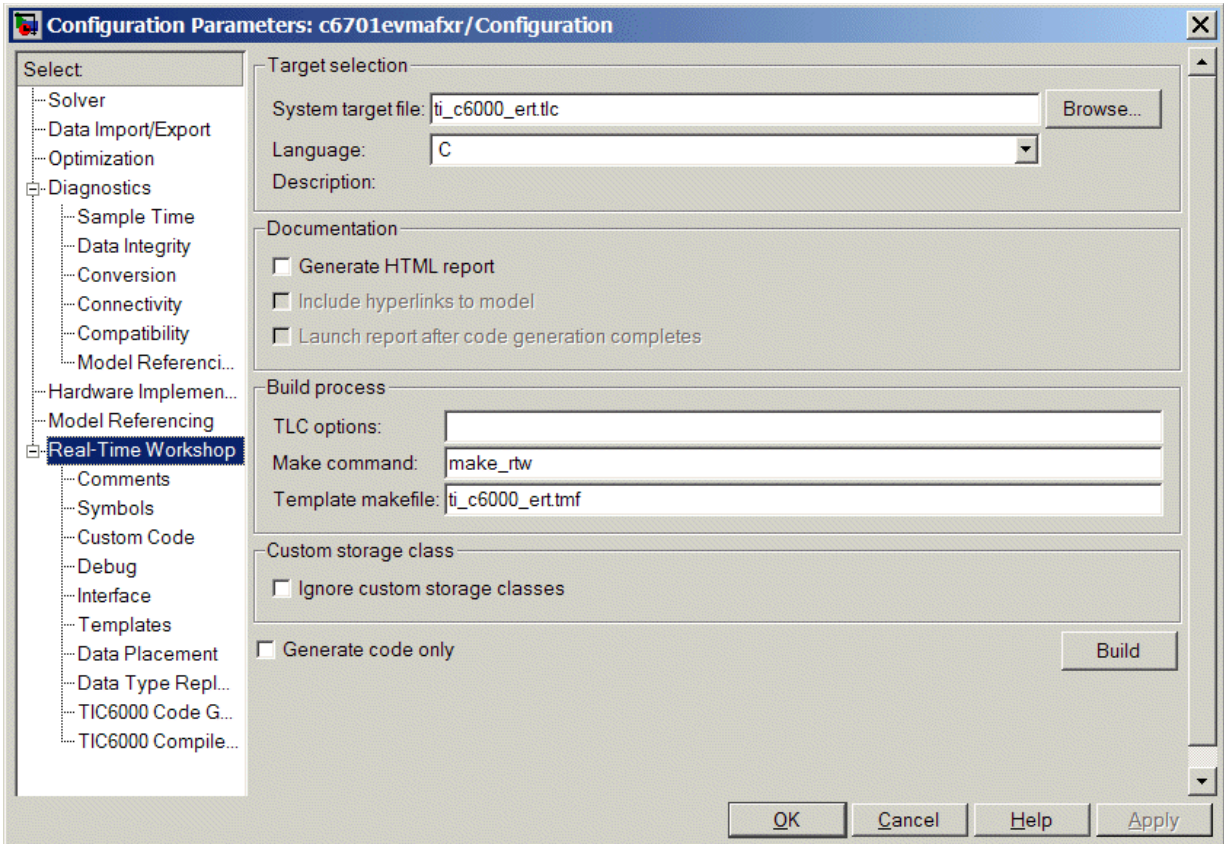 Configuration Parameters: c6701evmafxr/Configuration
Select:
Solver
Data Import/Export
Optimization
Diagnostics
Sample Time
Data Integrity
Conversion
Connectivity
Compatibility
Model Referenci...
Hardware Implemen...
Model Referencing
Real-Time Workshop
Comments
Symbols
Custom Code
Debug
Interface
Templates
Data Placement
Data Type Repl...
TIC6000 Code G...
TIC6000 Compile...
Target selection
System target file: ti_c6000_ert.tlc Browse...
Language: C
Description:
Documentation
Generate HTML report
Include hyperlinks to model
Launch report after code generation completes
Build process
TLC options:
Make command: make_rtw
Template makefile: ti_c6000_ert.tmf
Custom storage class
Ignore custom storage classes
Generate code only Build
OK Cancel Help Apply